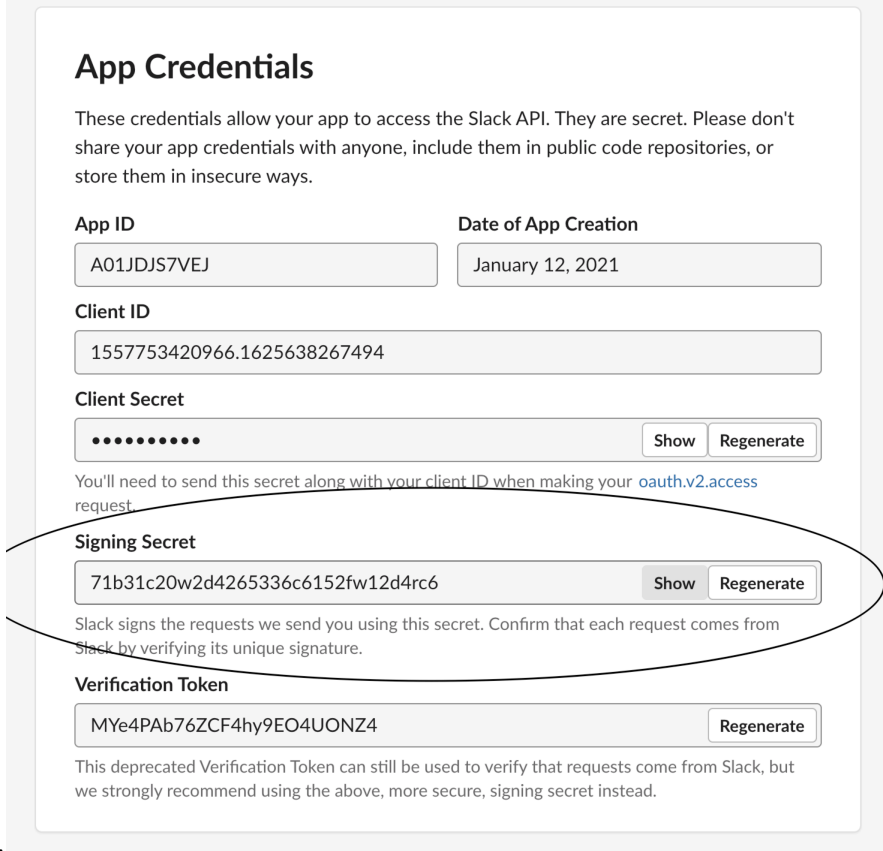 App Credentials
These credentials allow your app to access the Slack API. They are secret. Please don't
share your app credentials with anyone, include them in public code repositories, or
store them in insecure ways.
App ID
Date of App Creation
A01JDJS7VEJ
January 12, 2021
Client ID
1557753420966.1625638267494
Client Secret
••••••••••
Show
Regenerate
You'll need to send this secret along with your client ID when making your oauth.v2.access
request.
Signing Secret
71b31c20w2d4265336c6152fw12d4rc6
Show
Regenerate
Slack signs the requests we send you using this secret. Confirm that each request comes from
Slack by verifying its unique signature.
Verification Token
MYe4PAb76ZCF4hy9EO4UONZ4
Regenerate
This deprecated Verification Token can still be used to verify that requests come from Slack, but
we strongly recommend using the above, more secure, signing secret instead.